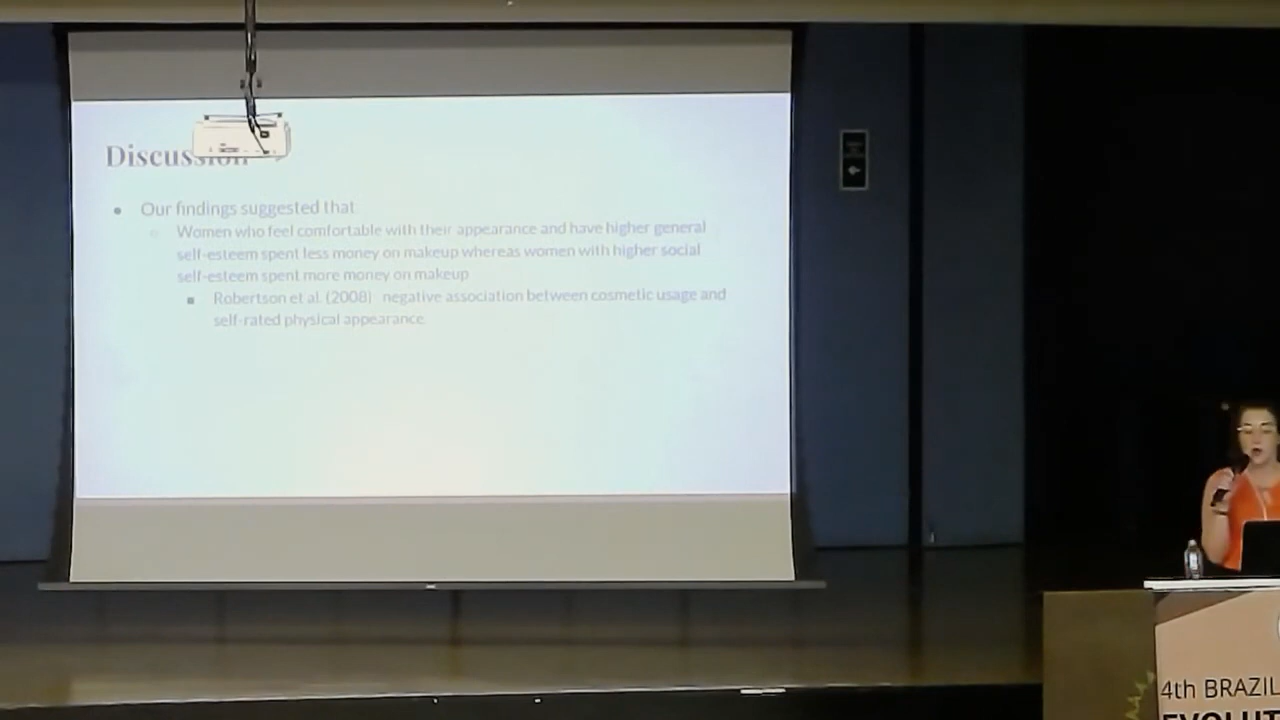 Discussion
Our findings suggested that
Women who feel comfortable with their appearance and have higher general
self-esteem spent less money on makeup whereas women with higher social
self-esteem spent more money on makeup
Robertson et al. (2008) negative association between cosmetic usage and
self-rated physical appearance.
4th BRAZIL
EVOLUT